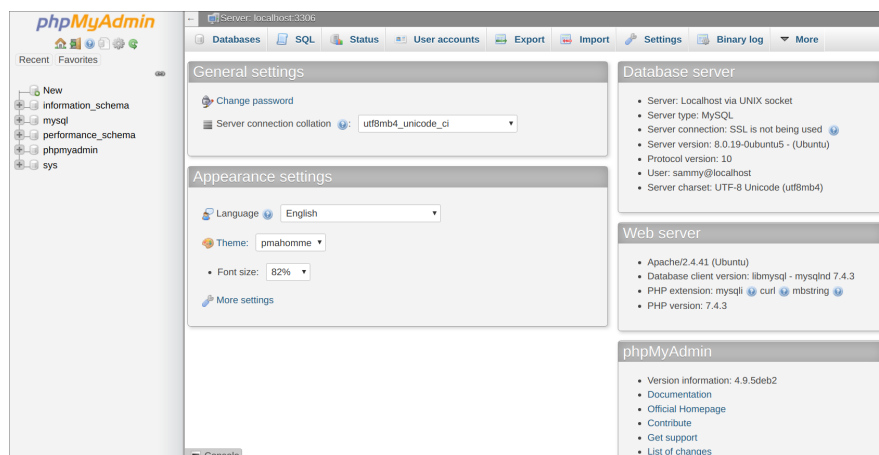 phpMyAdmin
Recent Favorites
New
information_schema
mysql
performance_schema
phpmyadmin
sys
Server: localhost:3306
Databases SQL Status User accounts Export Import Settings Binary log More
General settings
Change password
Server connection collation : utf8mb4_unicode_ci
Appearance settings
Language English
Theme: pmahomme
Font size: 82%
More settings
Database server
Server: Localhost via UNIX socket
Server type: MySQL
Server connection: SSL is not being used
Server version: 8.0.19-0ubuntu5 - (Ubuntu)
Protocol version: 10
User: sammy@localhost
Server charset: UTF-8 Unicode (utf8mb4)
Web server
Apache/2.4.41 (Ubuntu)
Database client version: libmysql - mysqlnd 7.4.3
PHP extension: mysqli curl mbstring
PHP version: 7.4.3
phpMyAdmin
Version information: 4.9.5deb2
Documentation
Official Homepage
Contribute
Get support
List of changes
Console